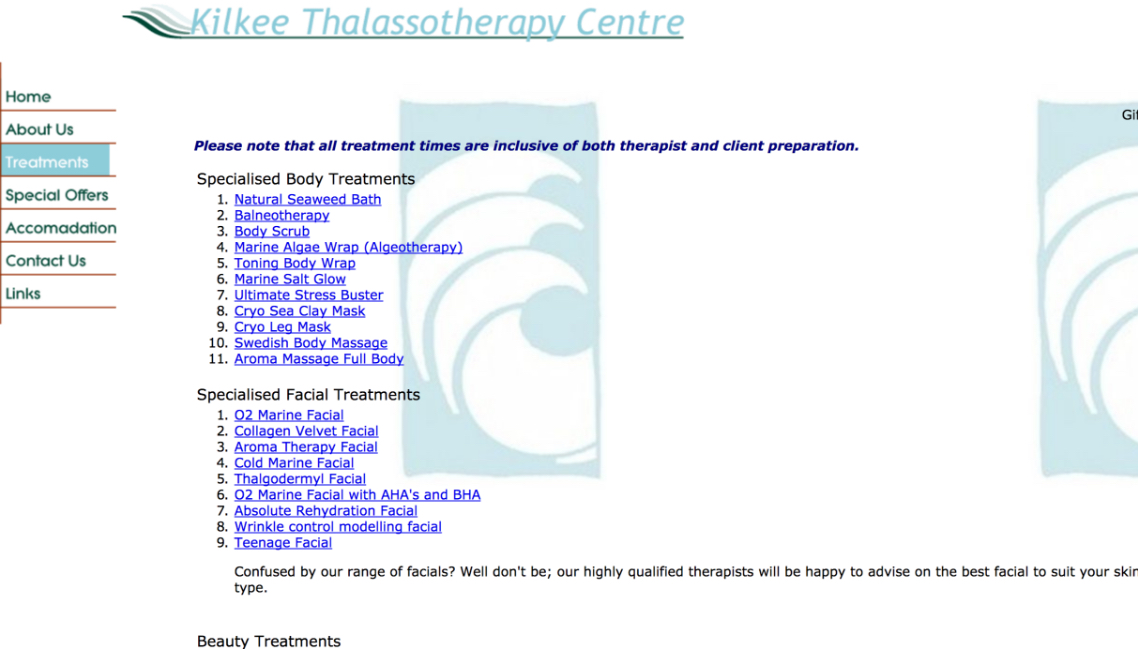 Kilkee Thalassotherapy Centre
Home
About Us
Treatments
Special Offers
Accomadation
Contact Us
Links
Please note that all treatment times are inclusive of both therapist and client preparation.
Specialised Body Treatments
1. Natural Seaweed Bath
2. Balneotherapy
3. Body Scrub
4. Marine Algae Wrap (Algeotherapy)
5. Toning Body Wrap
6. Marine Salt Glow
7. Ultimate Stress Buster
8. Cryo Sea Clay Mask
9. Cryo Leg Mask
10. Swedish Body Massage
11. Aroma Massage Full Body
Specialised Facial Treatments
1. O2 Marine Facial
2. Collagen Velvet Facial
3. Aroma Therapy Facial
4. Cold Marine Facial
5. Thalgodermyl Facial
6. O2 Marine Facial with AHA's and BHA
7. Absolute Rehydration Facial
8. Wrinkle control modelling facial
9. Teenage Facial
Confused by our range of facials? Well don't be; our highly qualified therapists will be happy to advise on the best facial to suit your skin
type.
Beauty Treatments